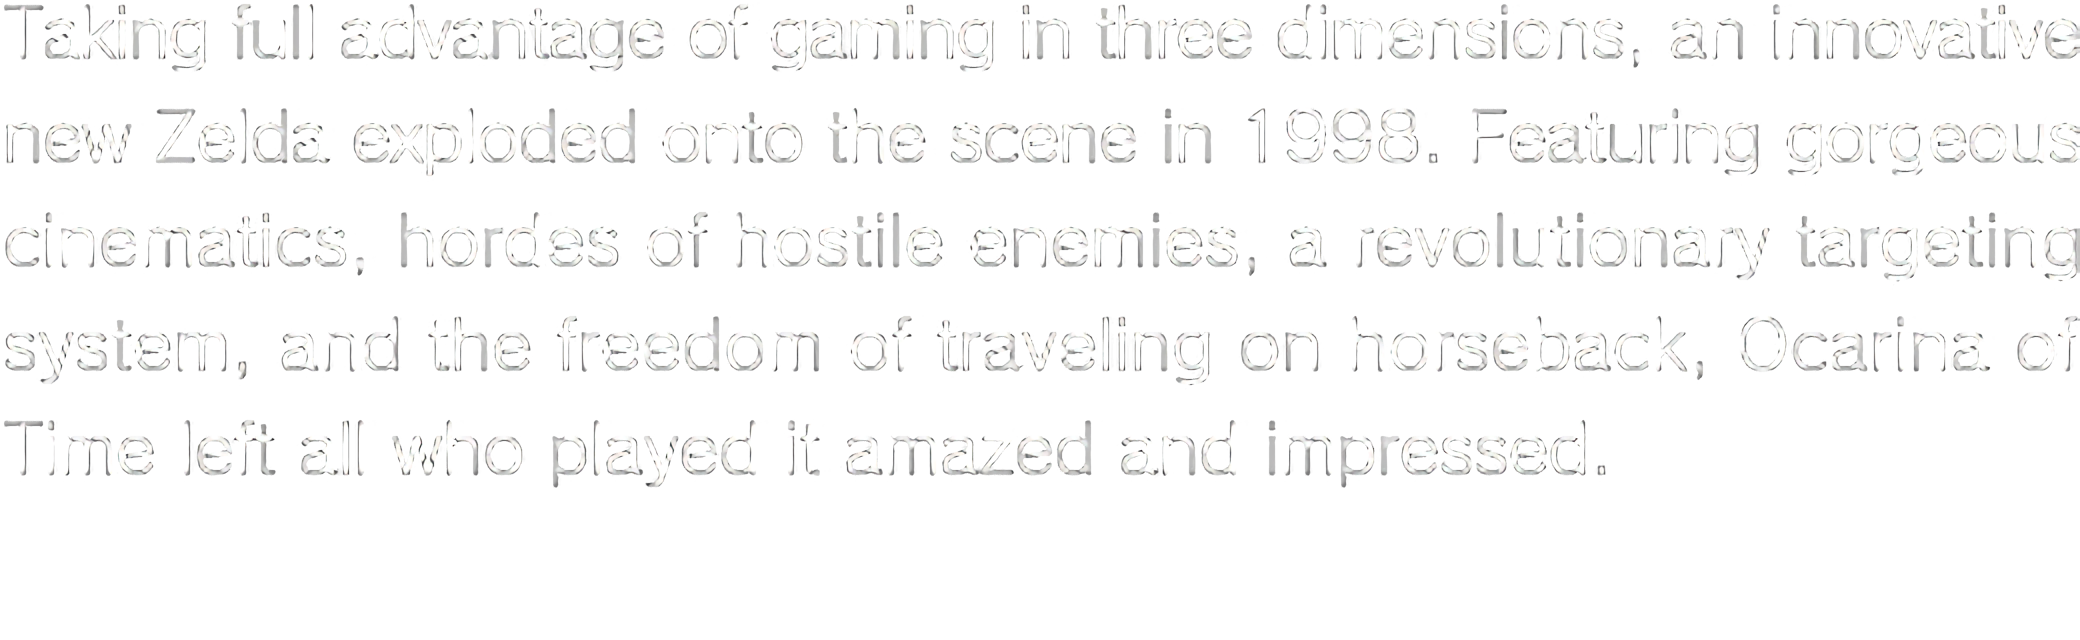 Taking full advantage of gaming in three dimensions, an innovative
new Zelda exploded onto the scene in 1998. Featuring gorgeous
cinematics, hordes of hostile enemies, a revolutionary targeting
system, and the freedom of traveling on horseback, Ocarina of
Time left all who played it amazed and impressed.